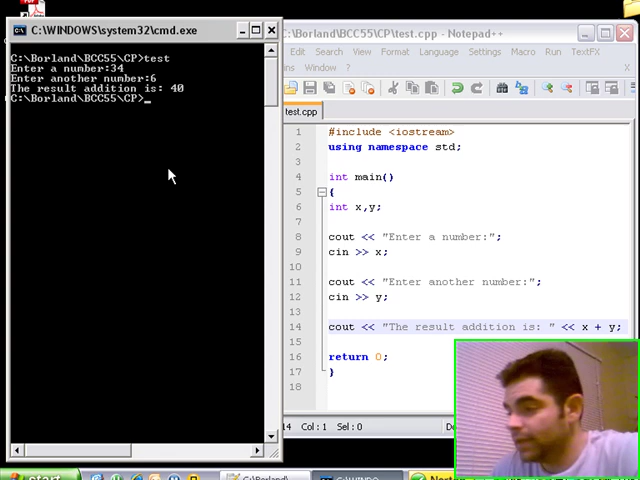 C:\WINDOWS\system32\cmd.exe
C:\Borland\BCC55\CP>test
Enter a number:34
Enter another number:6
The result addition is: 40
C:\Borland\BCC55\CP>
C:\Borland\BCC55\CP\test.cpp - Notepad++
Edit Search View Format Language Macro Run TextFX
Windows ?
test.cpp
1 #include <iostream>
2 using namespace std;
3
4 int main()
5 {
6 int x,y;
7
8 cout << "Enter a number:";
9 cin >> x;
10
11 cout << "Enter another number:";
12 cin >> y;
13
14 cout << "The result addition is: " << x + y;
15
16 return 0;
17 }
18
14 Col : 1 Sel : 0
start
C:\Borland\
C:\WINDO